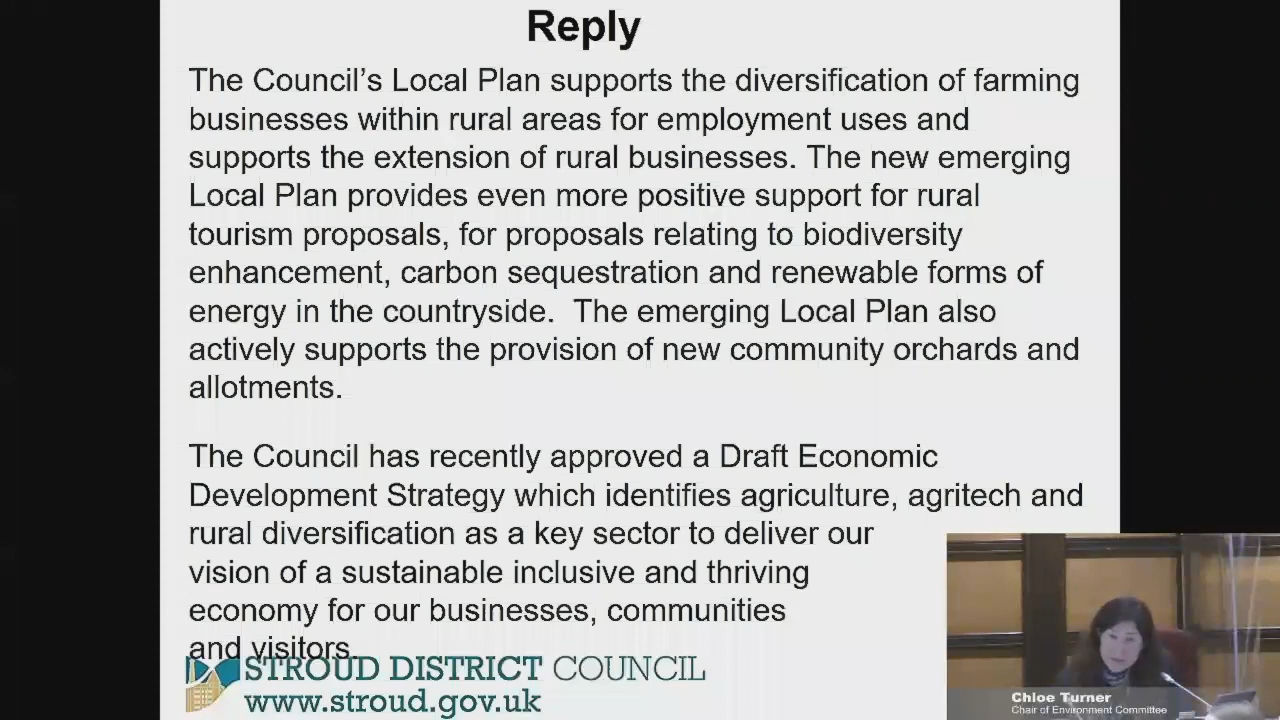 Reply
The Council’s Local Plan supports the diversification of farming
businesses within rural areas for employment uses and
supports the extension of rural businesses. The new emerging
Local Plan provides even more positive support for rural
tourism proposals, for proposals relating to biodiversity
enhancement, carbon sequestration and renewable forms of
energy in the countryside.  The emerging Local Plan also
actively supports the provision of new community orchards and
allotments.
The Council has recently approved a Draft Economic
Development Strategy which identifies agriculture, agritech and
rural diversification as a key sector to deliver our
vision of a sustainable inclusive and thriving
economy for our businesses, communities
and visitors.
STROUD DISTRICT COUNCIL
www.stroud.gov.uk
Chloe Turner
Chair of Environment Committee